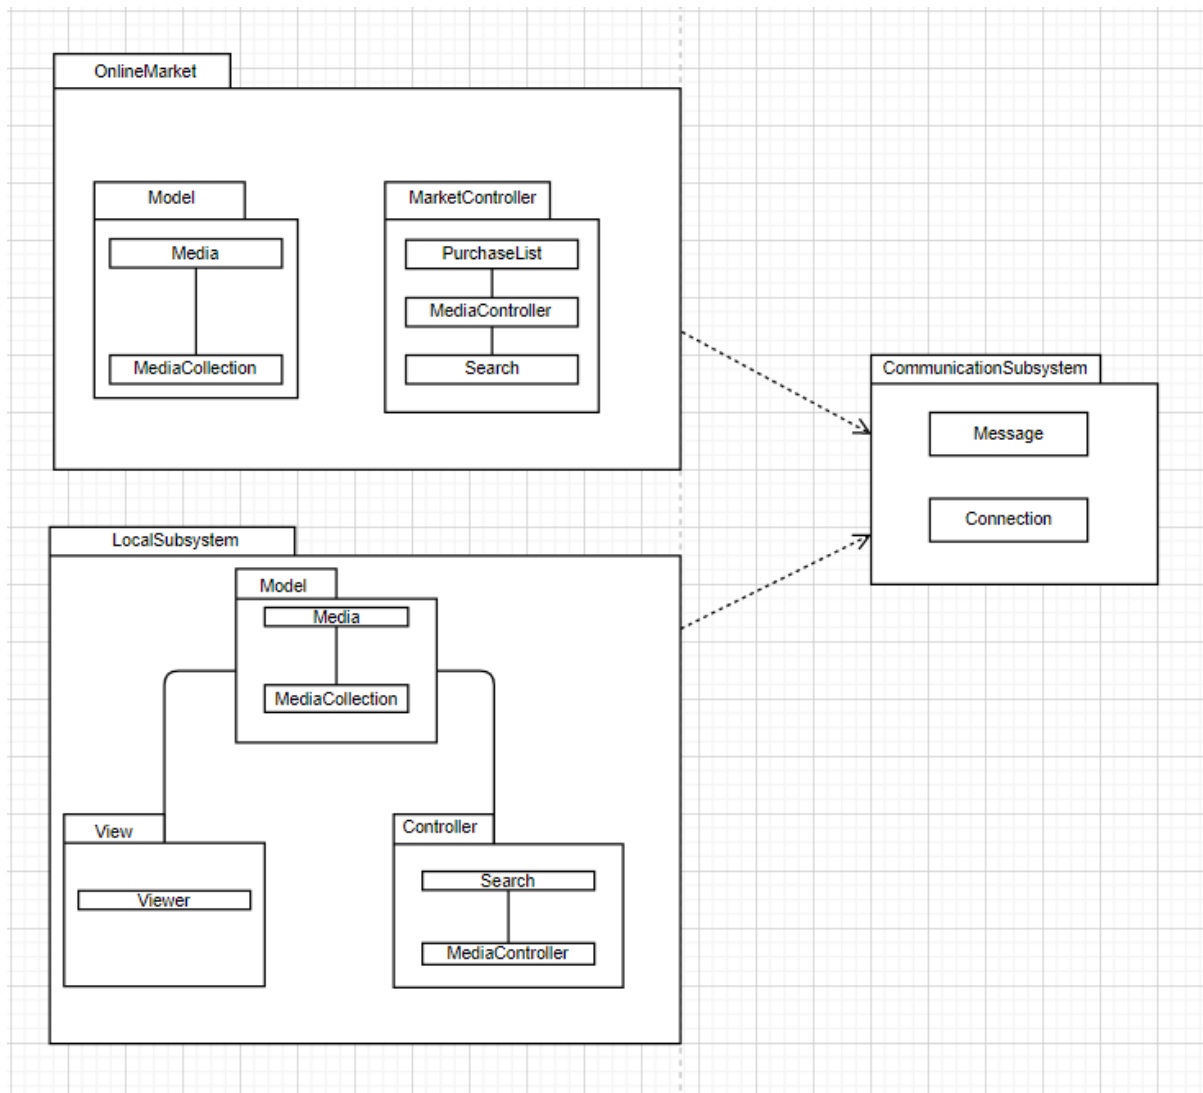 OnlineMarket
Model
MarketController
Media
PurchaseList
MediaController
MediaCollection
Search
CommunicationSubsystem
Message
Connection
LocalSubsystem
Model
Media
MediaCollection
View
Controller
Viewer
Search
MediaController